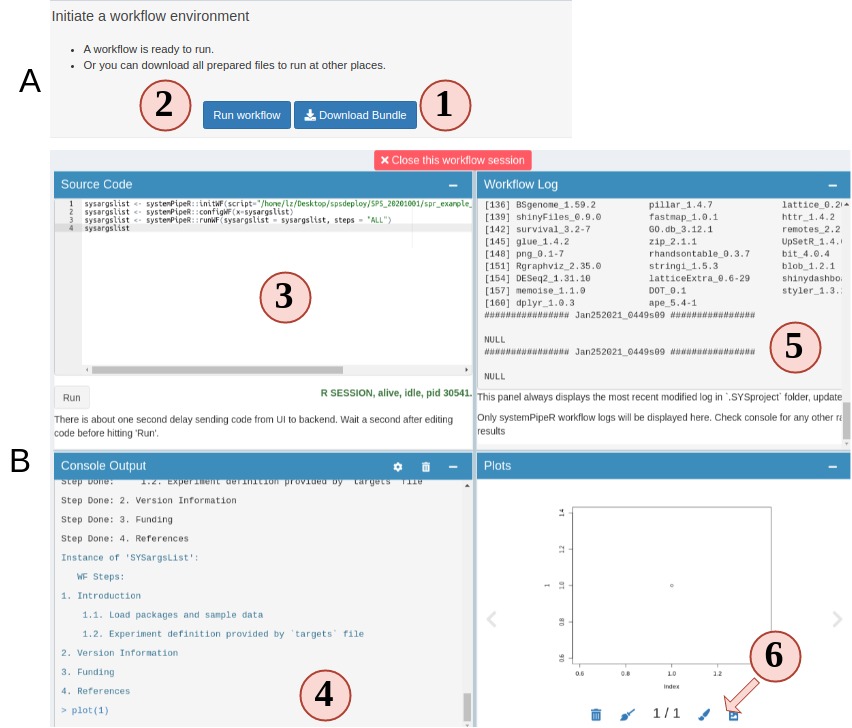 Initiate a workflow environment
A workflow is ready to run.
Or you can download all prepared files to run at other places.
A
2
Run workflow
Download Bundle
1
Close this workflow session
Source Code
1 sysargslist <- systemPipeR::initWF(script="/home/lz/Desktop/spsdeploy/SPS_20201001/spr_example_
2 sysargslist <- systemPipeR::configWF(x=sysargslist)
3 sysargslist <- systemPipeR::runWF(sysargslist = sysargslist, steps = "ALL")
4 sysargslist
3
Run
R SESSION, alive, idle, pid 30541.
There is about one second delay sending code from UI to backend. Wait a second after editing
code before hitting 'Run'.
Workflow Log
[136] BSgenome_1.59.2 pillar_1.4.7 lattice_0.20
[139] shinyFiles_0.9.0 fastmap_1.0.1 httr_1.4.2
[142] survival_3.2-7 GO.db_3.12.1 remotes_2.2
[145] glue_1.4.2 zip_2.1.1 UpSetR_1.4.
[148] png_0.1-7 rhandsontable_0.3.7 bit_4.0.4
[151] Rgraphviz_2.35.0 stringi_1.5.3 blob_1.2.1
[154] DESeq2_1.31.10 latticeExtra_0.6-29 shinydashbo
[157] memoise_1.1.0 DOT_0.1 styler_1.3.
[160] dplyr_1.0.3 ape_5.4-1
################ Jan252021_0449s09 ################
NULL
################ Jan252021_0449s09 ################
NULL
5
This panel always displays the most recent modified log in `.SYSproject` folder, update
Only systemPipeR workflow logs will be displayed here. Check console for any other ra
results
B
Console Output
Step Done: 1.2. Experiment definition provided by `targets` file
Step Done: 2. Version Information
Step Done: 3. Funding
Step Done: 4. References
Instance of 'SYSargsList':
WF Steps:
1. Introduction
1.1. Load packages and sample data
1.2. Experiment definition provided by `targets` file
2. Version Information
3. Funding
4. References
> plot(1)
4
Plots
1.4
1.2
1.0
0.8
0.6
1
0.6 0.8 1.0 1.2
Index
6
1 / 1